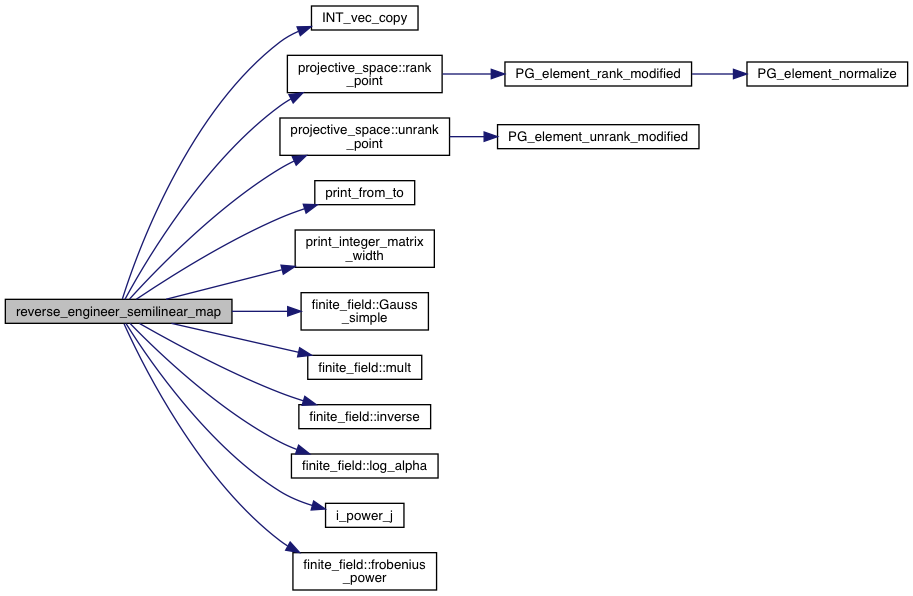 INT_vec_copy
projective_space::rank
_point
PG_element_rank_modified
PG_element_normalize
projective_space::unrank
_point
PG_element_unrank_modified
print_from_to
print_integer_matrix
_width
reverse_engineer_semilinear_map
finite_field::Gauss
_simple
finite_field::mult
finite_field::inverse
finite_field::log_alpha
i_power_j
finite_field::frobenius
_power